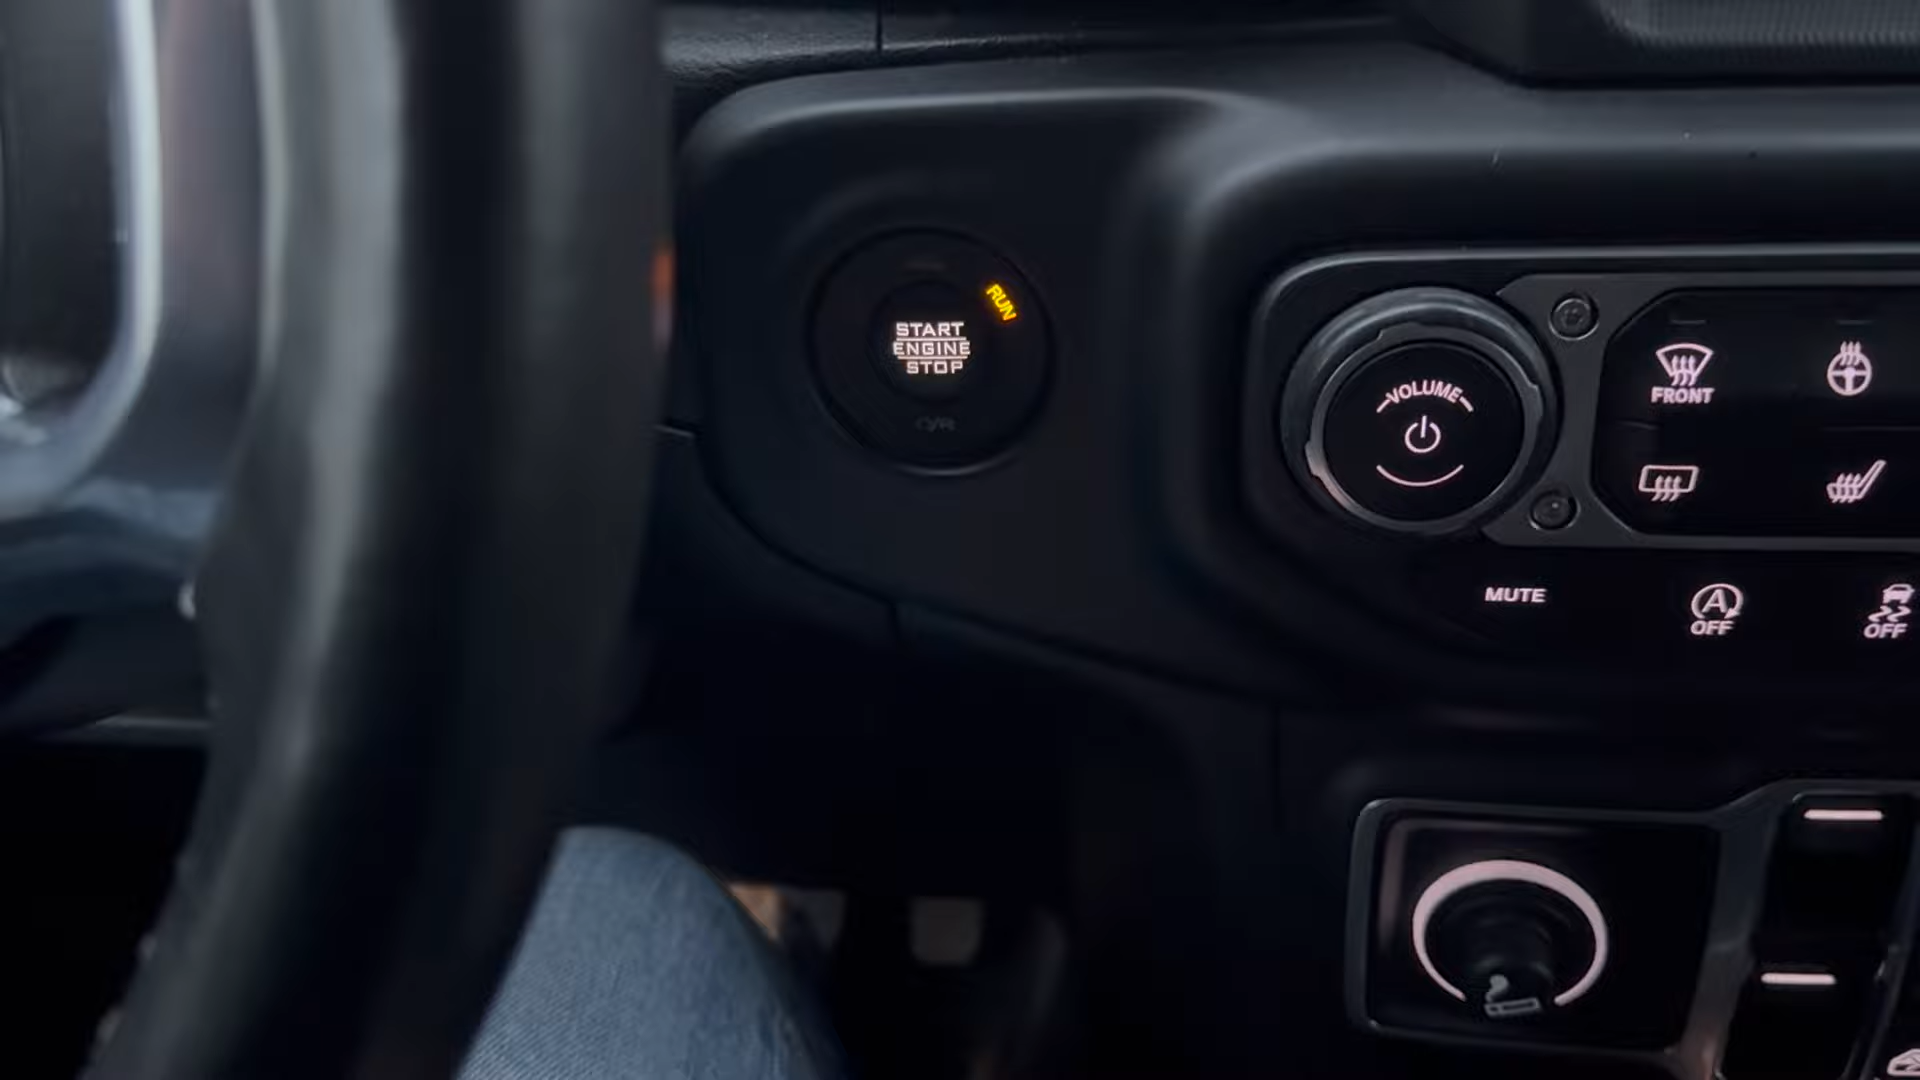 RUN
START
ENGINE
STOP
VOLUME
FRONT
MUTE
A
OFF
OFF